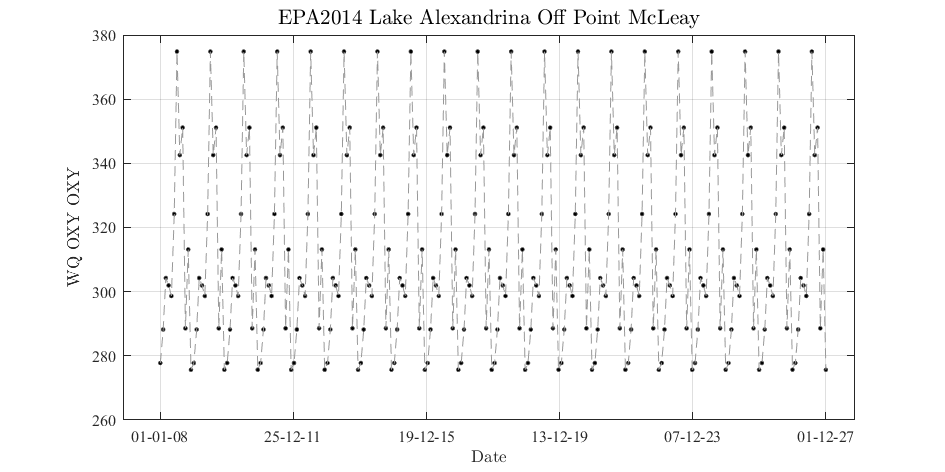 EPA2014 Lake Alexandrina Off Point McLeay
380
360
340
320
300
280
260
WQ OXY OXY
01-01-08 25-12-11 19-12-15 13-12-19 07-12-23 01-12-27
Date